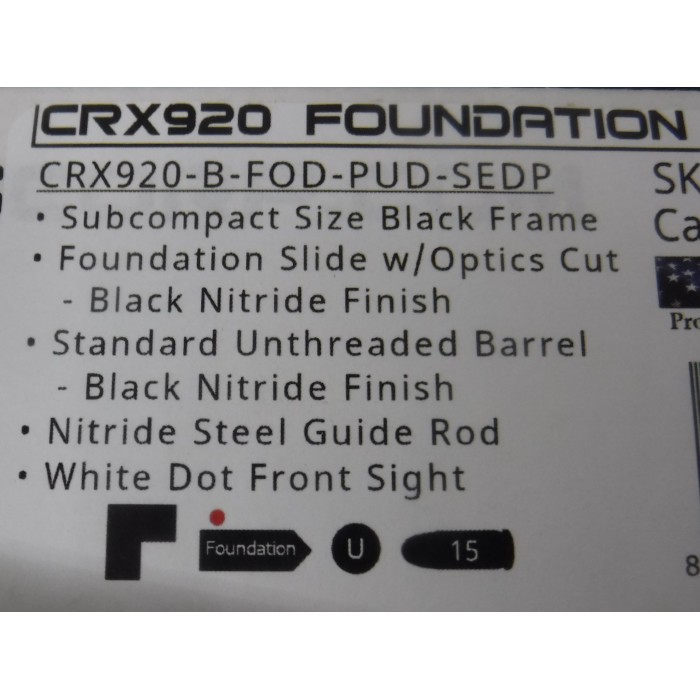 CRX920 FOUNDATION
CRX920-B-FOD-PUD-SEDP
SK
• Subcompact Size Black Frame
Ca
• Foundation Slide w/Optics Cut
- Black Nitride Finish
Pro
• Standard Unthreaded Barrel
- Black Nitride Finish
• Nitride Steel Guide Rod
• White Dot Front Sight
Foundation U 15
8